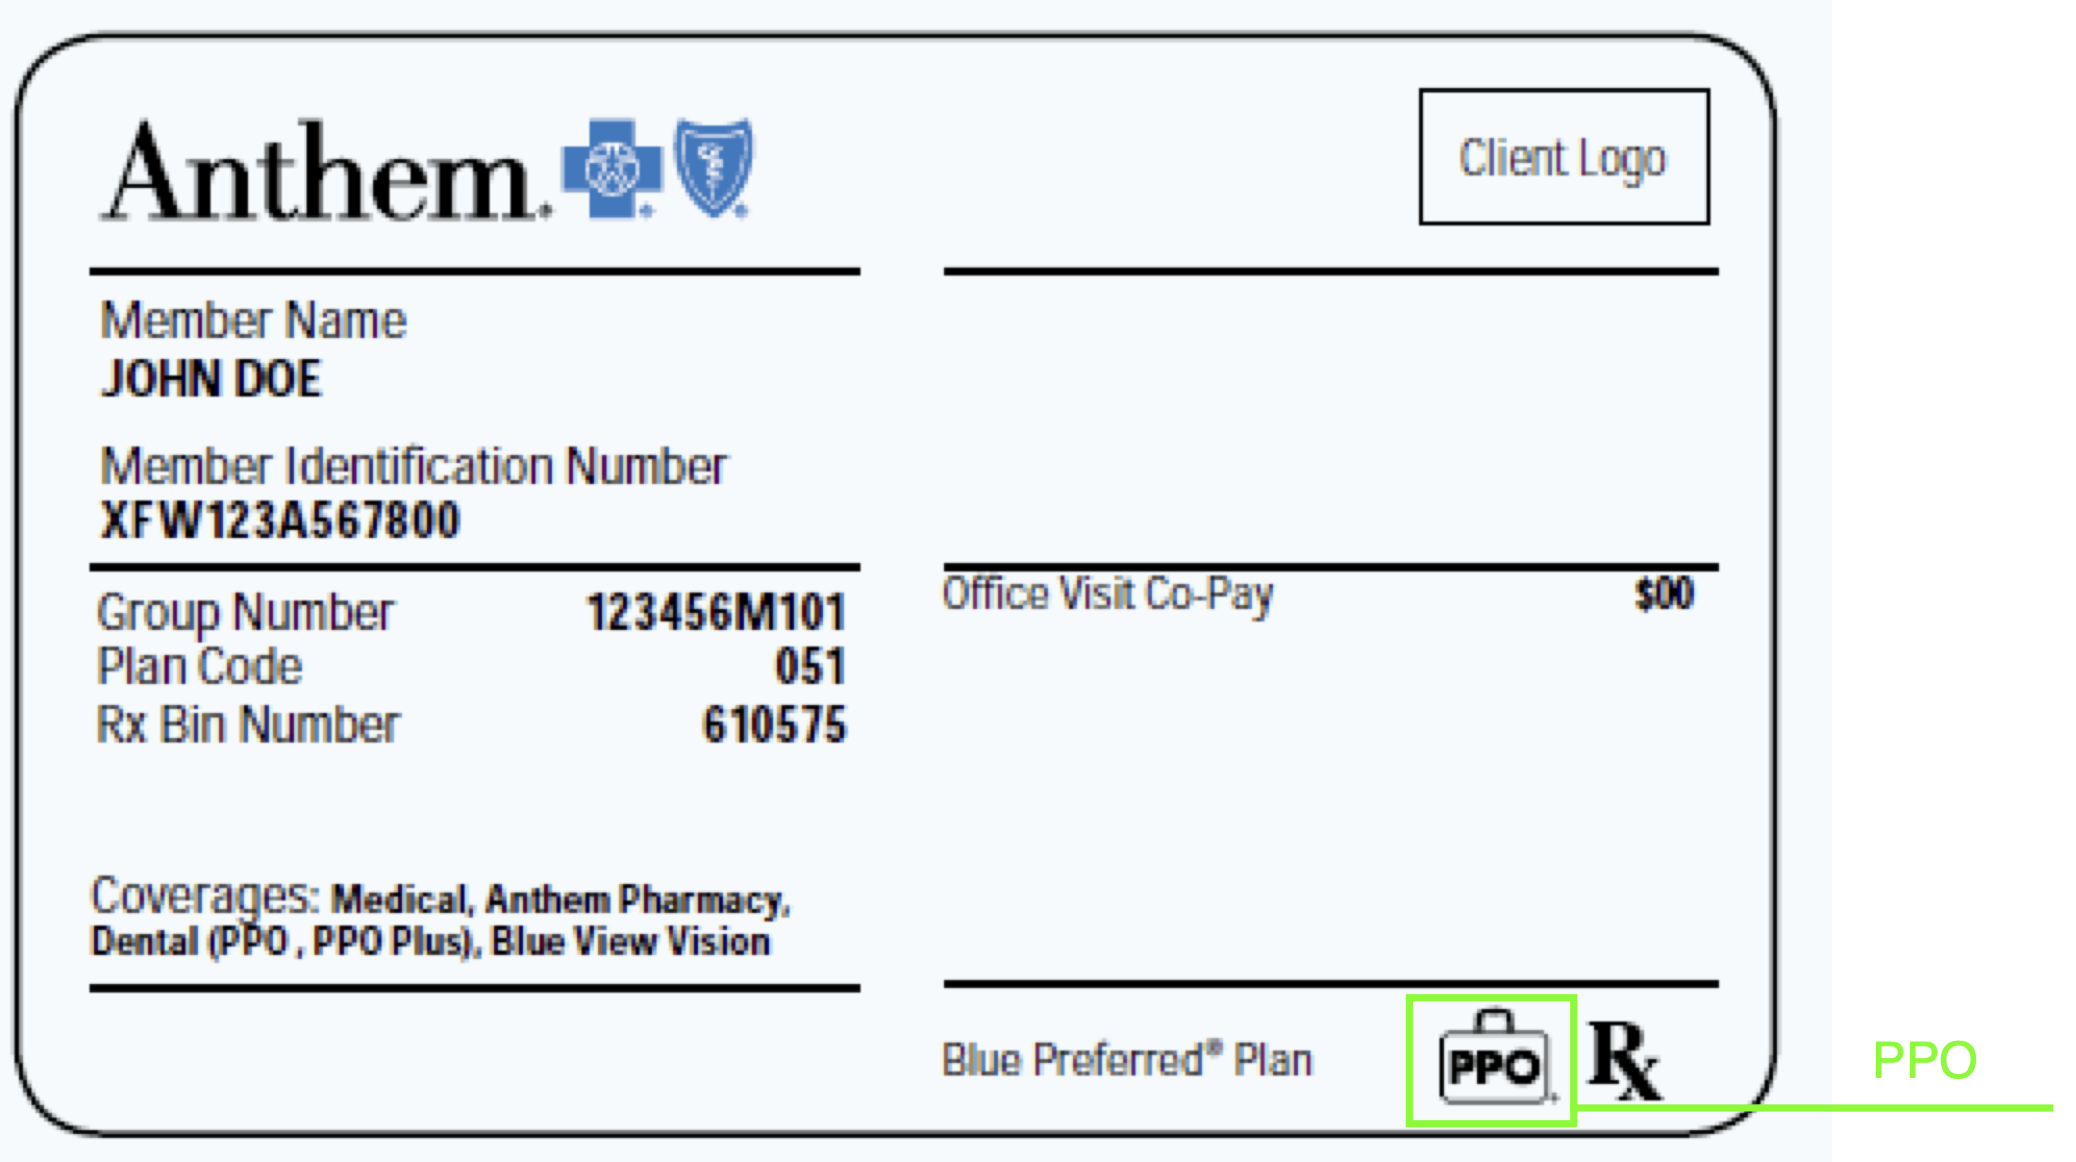 Anthem.
Client Logo
Member Name
JOHN DOE
Member Identification Number
XFW123A567800
Group Number 123456M101
Plan Code 051
Rx Bin Number 610575
Coverages: Medical, Anthem Pharmacy,
Dental (PPO , PPO Plus), Blue View Vision
Office Visit Co-Pay $00
Blue Preferred® Plan
PPO
Rx
PPO